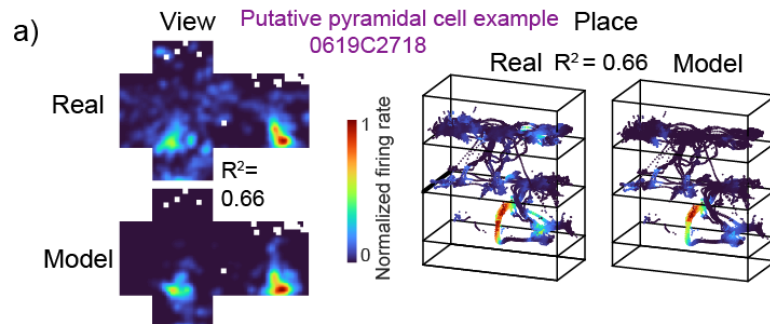 a)
View
Putative pyramidal cell example
0619C2718
Place
Real
Real R² = 0.66 Model
R²=
0.66
1
Normalized firing rate
0
Model